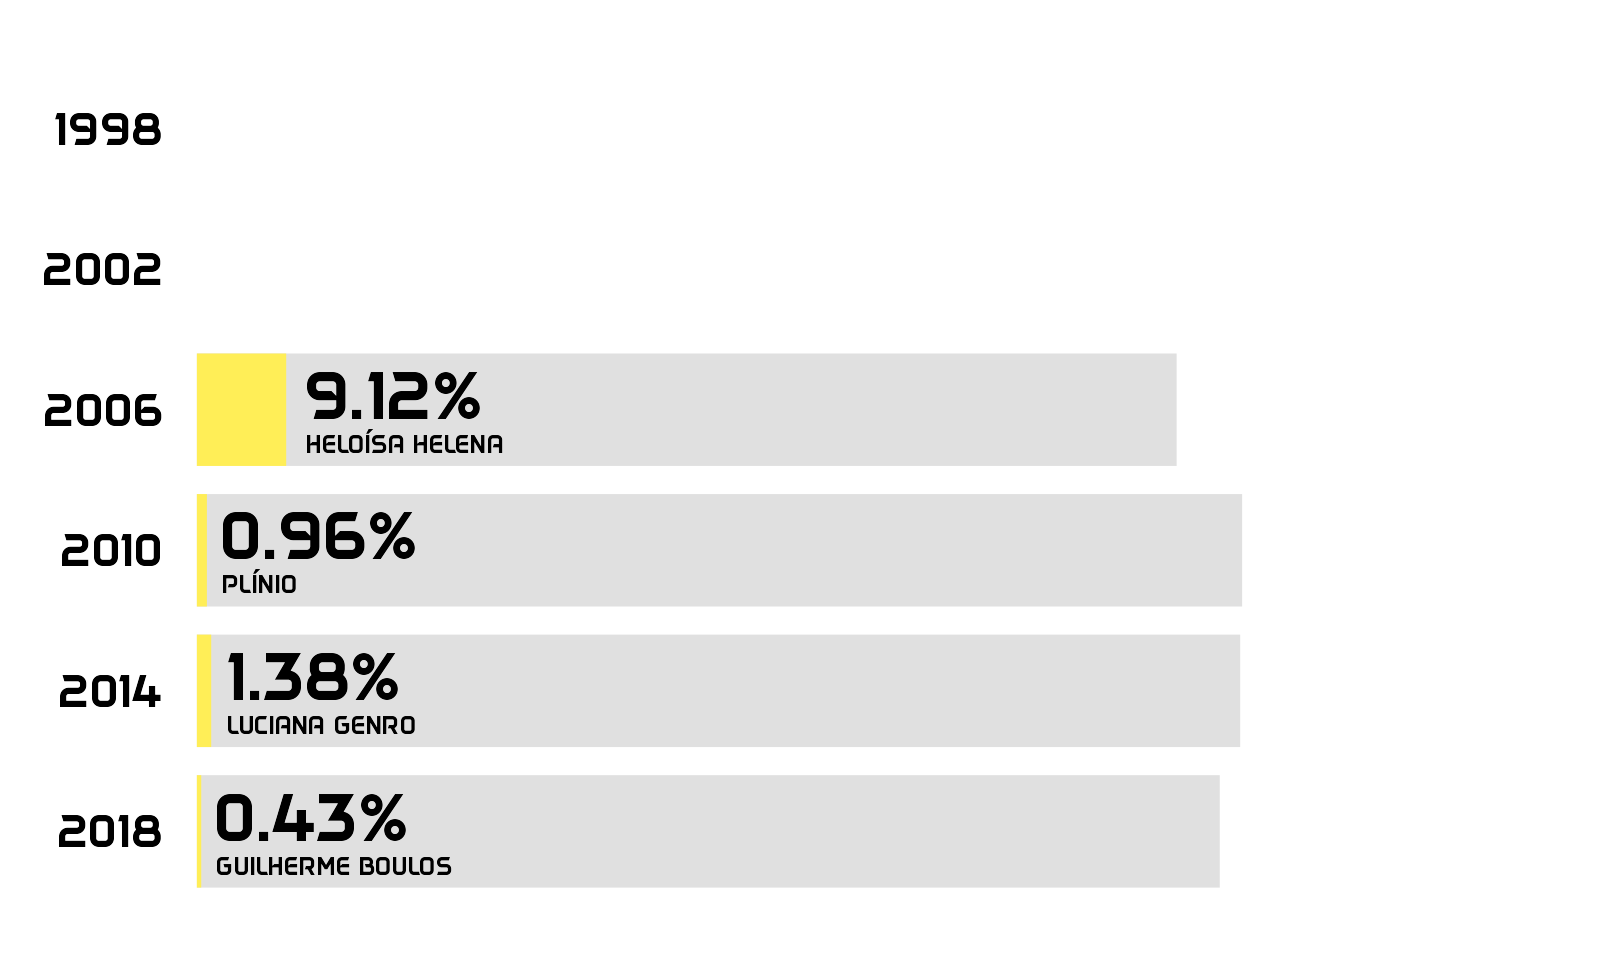 1998
2002
2006
9.12%
HELOÍSA HELENA
2010
0.96%
PLÍNIO
2014
1.38%
LUCIANA GENRO
2018
0.43%
GUILHERME BOULOS